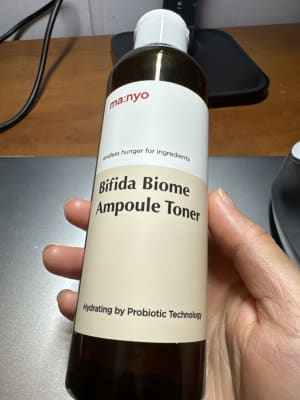 ma:nyo
endless hunger for ingredients
Bifida Biome
Ampoule Toner
Hydrating by Probiotic Technology